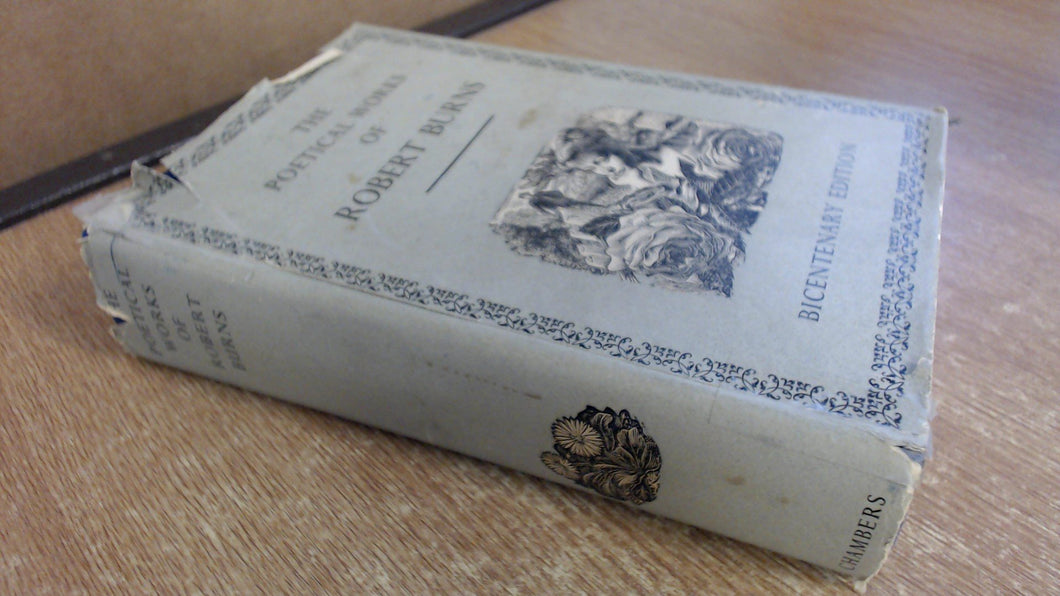 THE
POETICAL WORKS
OF
ROBERT BURNS
BICENTENARY EDITION
THE
POETICAL
WORKS
OF
ROBERT
BURNS
CHAMBERS